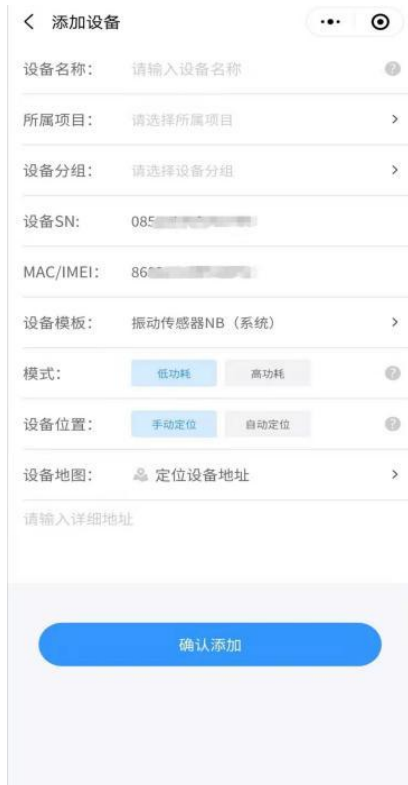 添加设备
设备名称： 请输入设备名称
所属项目： 请选择所属项目
设备分组： 请选择设备分组
设备SN: 085
MAC/IMEI： 86
设备模板： 振动传感器NB（系统）
模式： 低功耗 高功耗
设备位置： 手动定位 自动定位
设备地图： 定位设备地址
请输入详细地址
确认添加